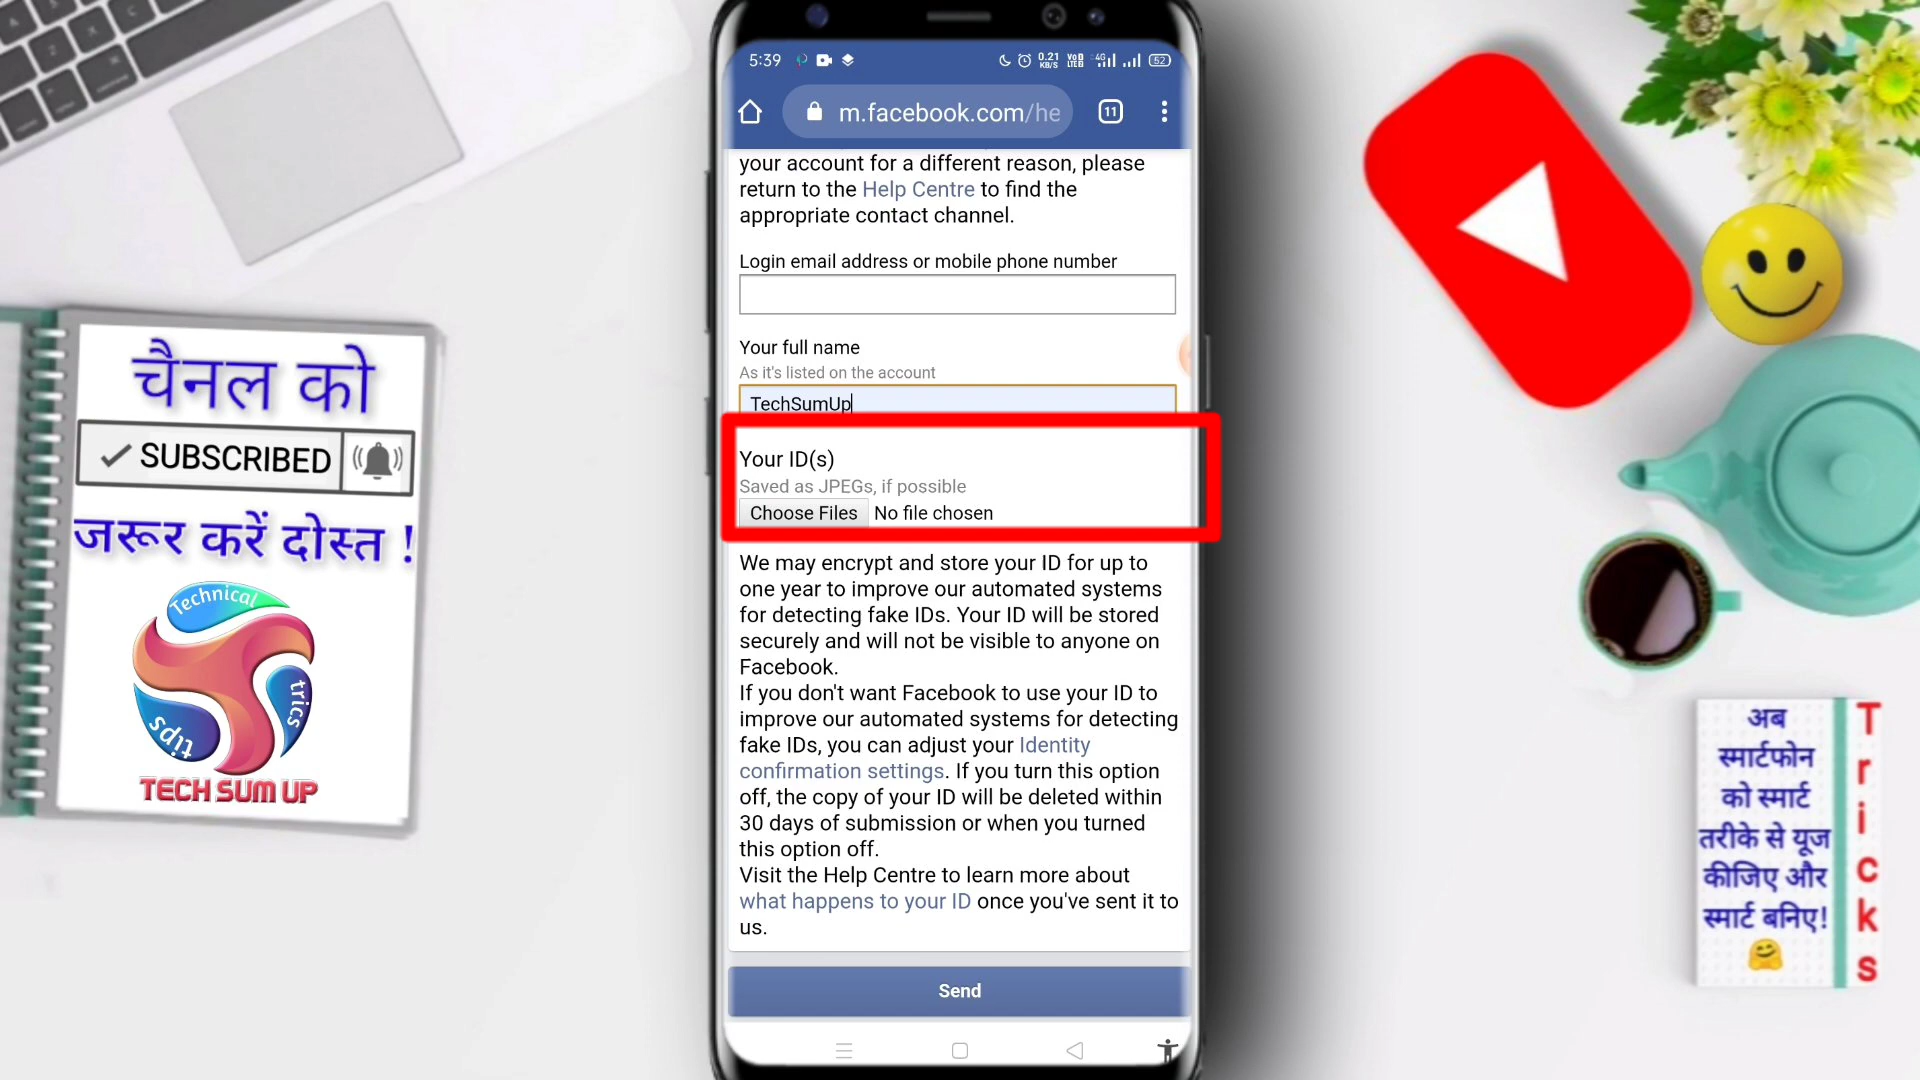 5:39
0.21 KB/S
4G
52
m.facebook.com/he
11
your account for a different reason, please
return to the Help Centre to find the
appropriate contact channel.
Login email address or mobile phone number
Your full name
As it's listed on the account
TechSumUp
Your ID(s)
Saved as JPEGs, if possible
Choose Files No file chosen
We may encrypt and store your ID for up to
one year to improve our automated systems
for detecting fake IDs. Your ID will be stored
securely and will not be visible to anyone on
Facebook.
If you don't want Facebook to use your ID to
improve our automated systems for detecting
fake IDs, you can adjust your Identity
confirmation settings. If you turn this option
off, the copy of your ID will be deleted within
30 days of submission or when you turned
this option off.
Visit the Help Centre to learn more about
what happens to your ID once you've sent it to
us.
Send
चैनल को
SUBSCRIBED
जरूर करें दोस्त !
Technical
tips
trics
TECH SUM UP
अब
स्मार्टफोन
को स्मार्ट
तरीके से यूज
कीजिए और
स्मार्ट बनिए!
Tricks